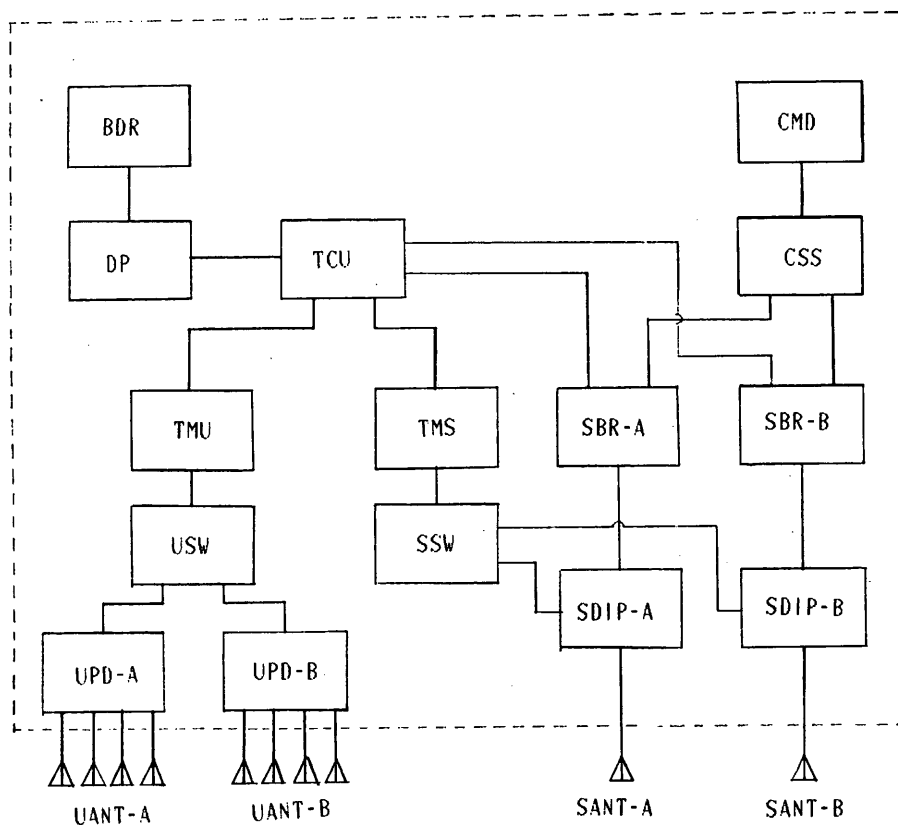 BDR
CMD
DP
TCU
CSS
TMU
TMS
SBR-A
SBR-B
USW
SSW
SDIP-A
SDIP-B
UPD-A
UPD-B
UANT-A
UANT-B
SANT-A
SANT-B